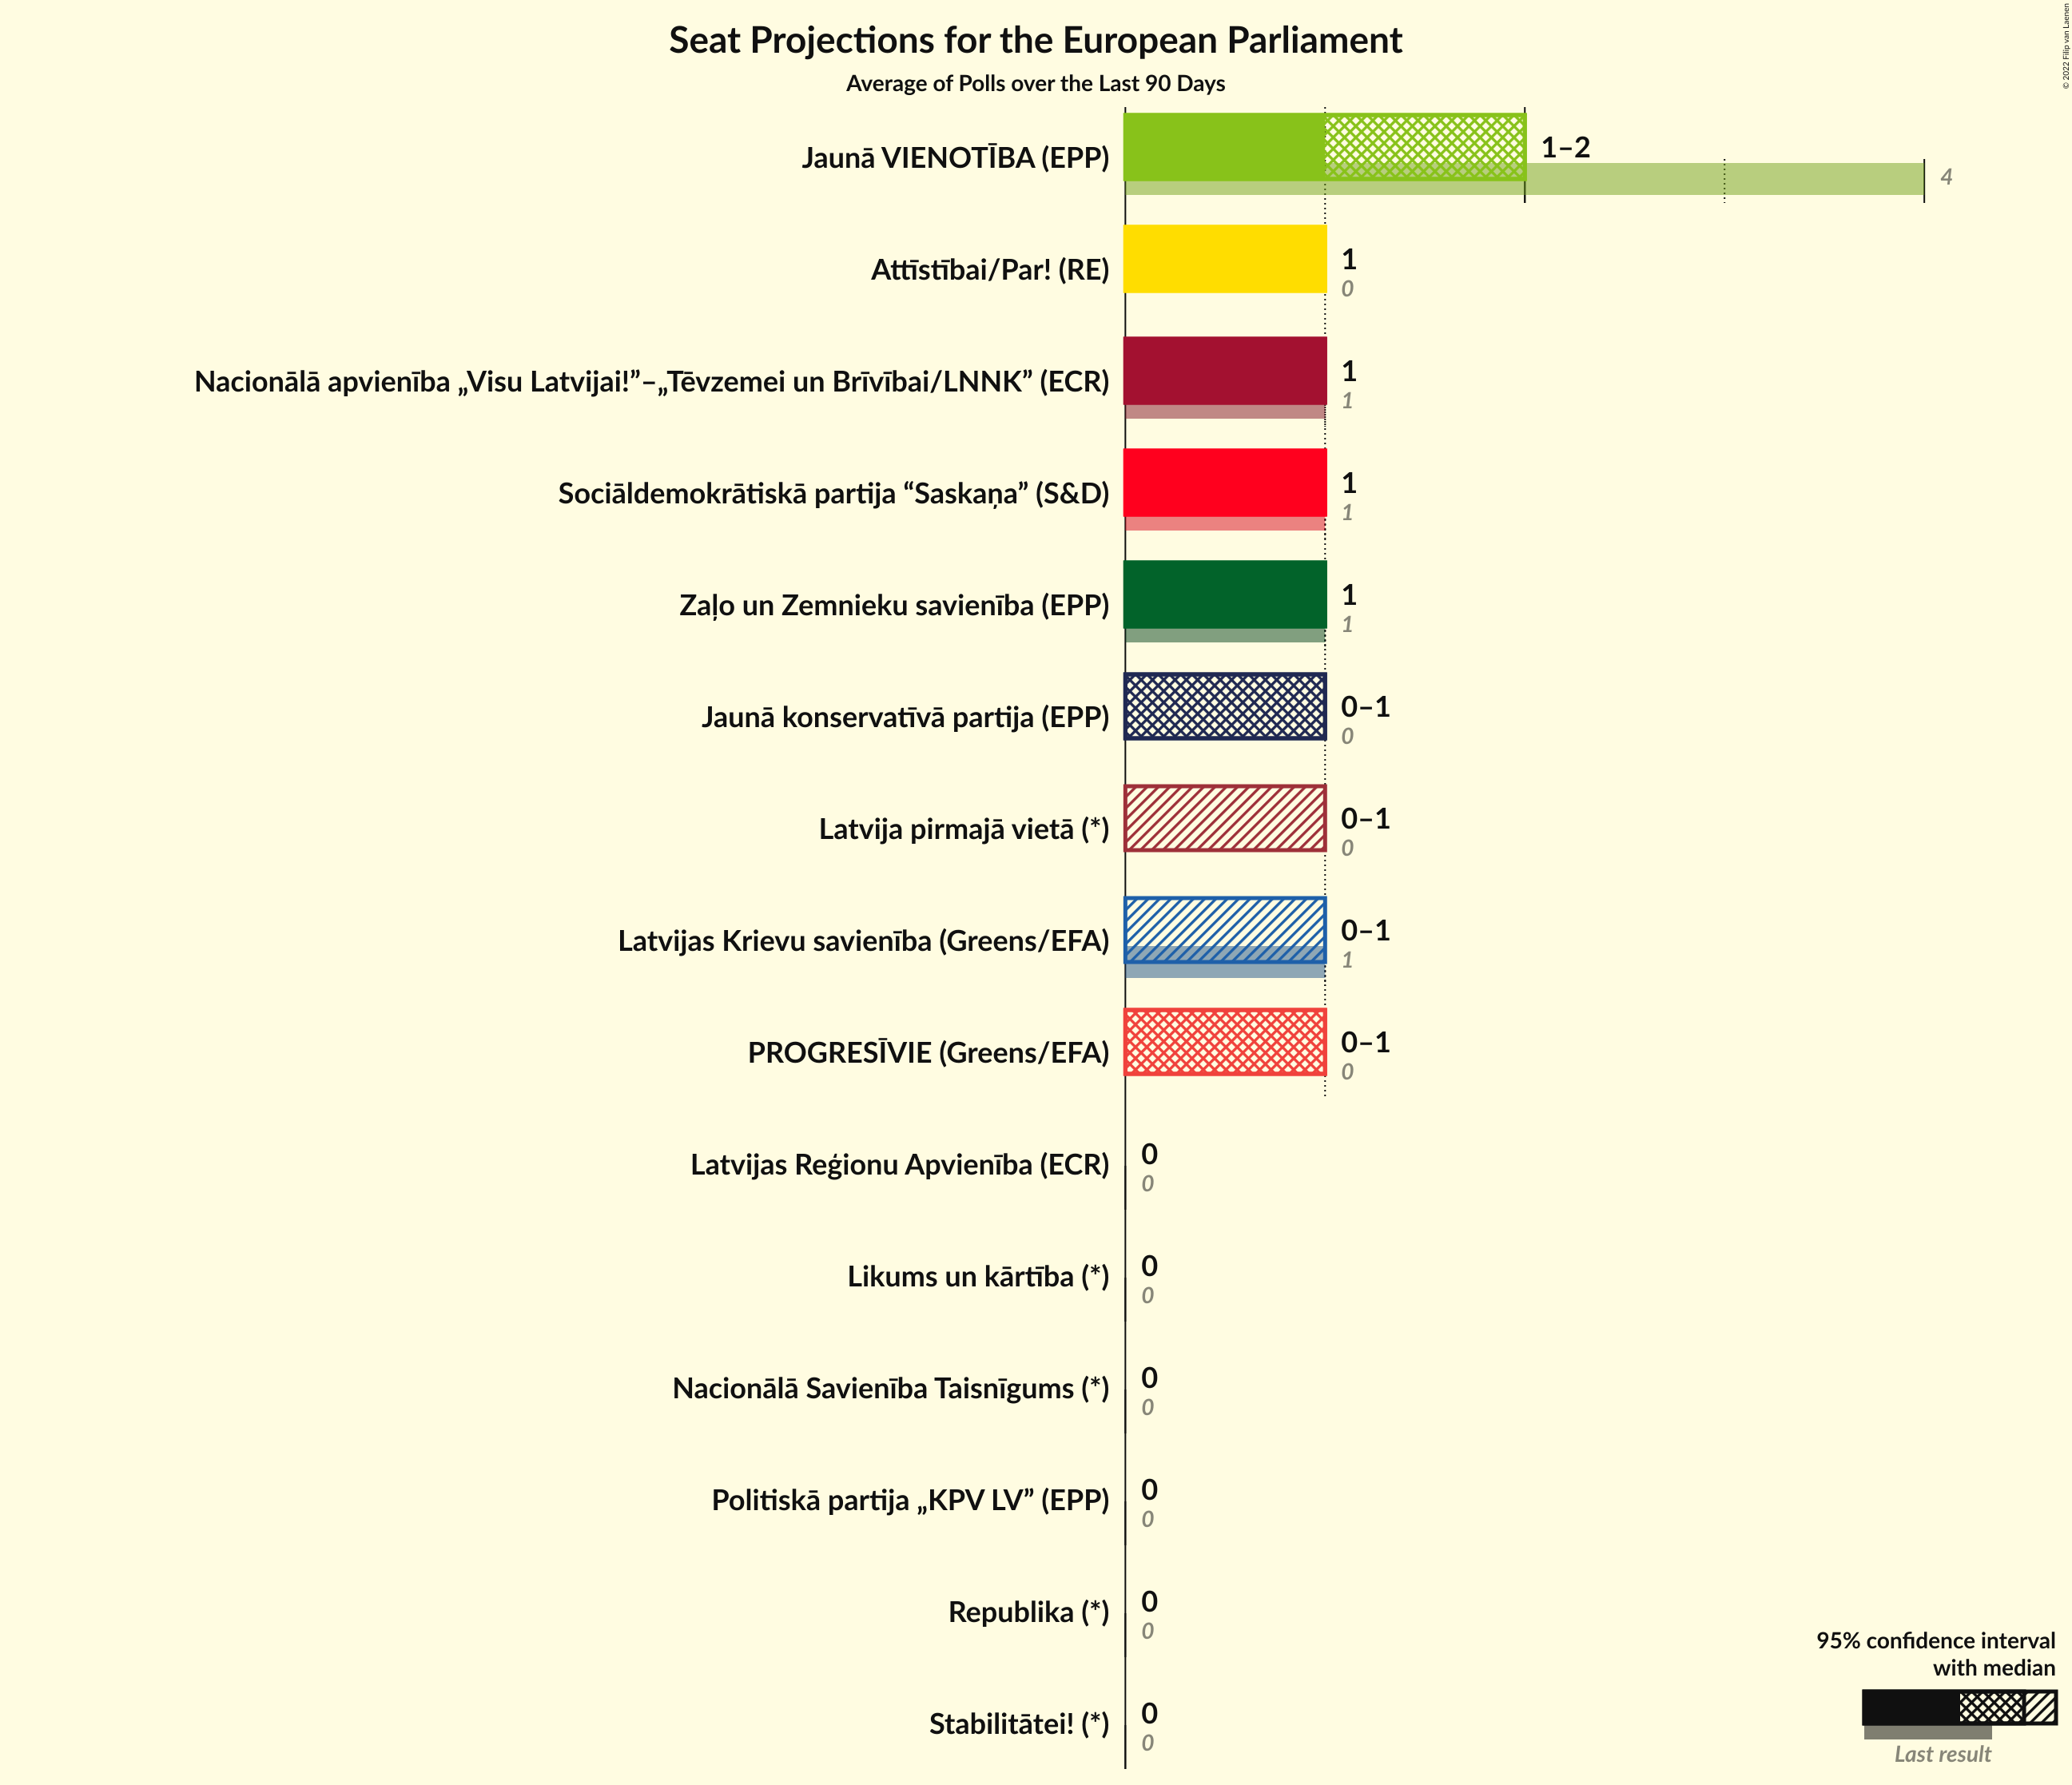 Seat Projections for the European Parliament
Average of Polls over the Last 90 Days
© 2022 Filip van Laenen
Jaunā VIENOTĪBA (EPP)
1–2
4
Attīstībai/Par! (RE)
1
0
Nacionālā apvienība „Visu Latvijai!”–„Tēvzemei un Brīvībai/LNNK” (ECR)
1
1
Sociāldemokrātiskā partija “Saskaņa” (S&D)
1
1
Zaļo un Zemnieku savienība (EPP)
1
1
Jaunā konservatīvā partija (EPP)
0–1
0
Latvija pirmajā vietā (*)
0–1
0
Latvijas Krievu savienība (Greens/EFA)
0–1
1
PROGRESĪVIE (Greens/EFA)
0–1
0
Latvijas Reģionu Apvienība (ECR)
0
0
Likums un kārtība (*)
0
0
Nacionālā Savienība Taisnīgums (*)
0
0
Politiskā partija „KPV LV” (EPP)
0
0
Republika (*)
0
0
Stabilitātei! (*)
0
0
95% confidence interval
with median
Last result